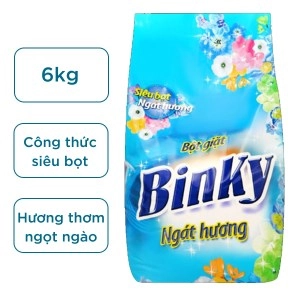 6kg
Công thức
siêu bọt
Hương thơm
ngọt ngào
Siêu bọt
Ngát hương
Bột giặt
Binky
Ngát hương